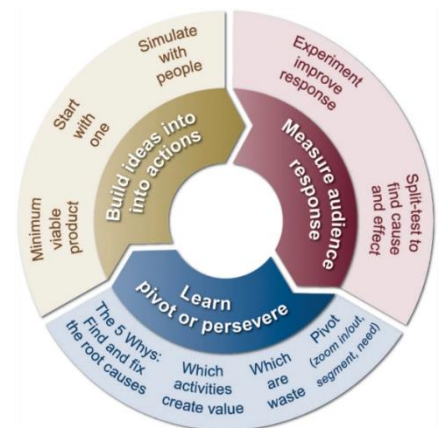 Minimum
viable
product
Start
with
one
Simulate
with
people
Build ideas into
into actions
Experiment
improve
response
Split-test to
find cause
and effect
Measure audience
response
Learn
pivot or persevere
The 5 Whys:
Find and fix
the root causes
Which
activities
create value
Which
are
waste
Pivot
(zoom in/out,
segment, need)